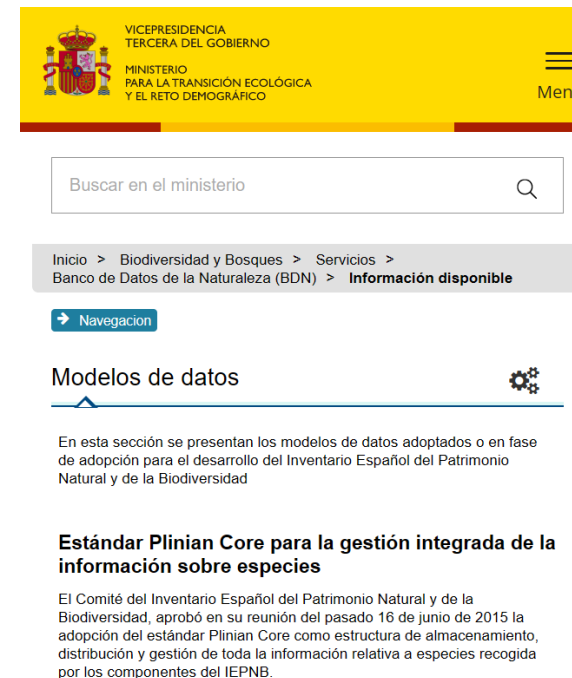 VICEPRESIDENCIA
TERCERA DEL GOBIERNO
MINISTERIO
PARA LA TRANSICIÓN ECOLÓGICA
Y EL RETO DEMOGRÁFICO
Men
Buscar en el ministerio
Inicio > Biodiversidad y Bosques > Servicios >
Banco de Datos de la Naturaleza (BDN) > Información disponible
Navegacion
Modelos de datos
En esta sección se presentan los modelos de datos adoptados o en fase
de adopción para el desarrollo del Inventario Español del Patrimonio
Natural y de la Biodiversidad
Estándar Plinian Core para la gestión integrada de la
información sobre especies
El Comité del Inventario Español del Patrimonio Natural y de la
Biodiversidad, aprobó en su reunión del pasado 16 de junio de 2015 la
adopción del estándar Plinian Core como estructura de almacenamiento,
distribución y gestión de toda la información relativa a especies recogida
por los componentes del IEPNB.